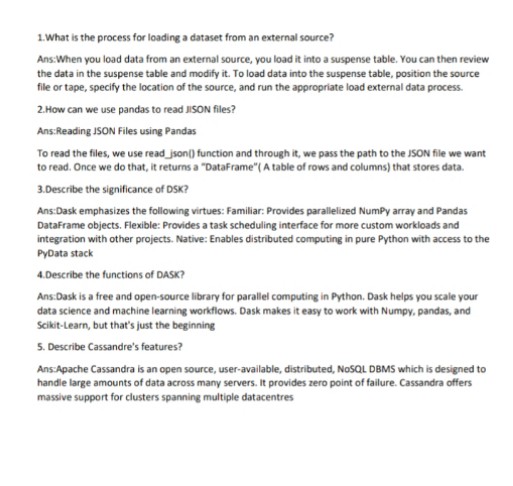 1.What is the process for loading a dataset from an external source?
Ans:When you load data from an external source, you load it into a suspense table. You can then review
the data in the suspense table and modify it. To load data into the suspense table, position the source
file or tape, specify the location of the source, and run the appropriate load external data process.
2.How can we use pandas to read JISON files?
Ans:Reading JSON Files using Pandas
To read the files, we use read_json() function and through it, we pass the path to the JSON file we want
to read. Once we do that, it returns a "DataFrame"( A table of rows and columns) that stores data.
3.Describe the significance of DSK?
Ans:Dask emphasizes the following virtues: Familiar: Provides parallelized NumPy array and Pandas
DataFrame objects. Flexible: Provides a task scheduling interface for more custom workloads and
integration with other projects. Native: Enables distributed computing in pure Python with access to the
PyData stack
4.Describe the functions of DASK?
Ans:Dask is a free and open-source library for parallel computing in Python. Dask helps you scale your
data science and machine learning workflows. Dask makes it easy to work with Numpy, pandas, and
Scikit-Learn, but that's just the beginning
5. Describe Cassandre's features?
Ans:Apache Cassandra is an open source, user-available, distributed, NoSQL DBMS which is designed to
handle large amounts of data across many servers. It provides zero point of failure. Cassandra offers
massive support for clusters spanning multiple datacentres